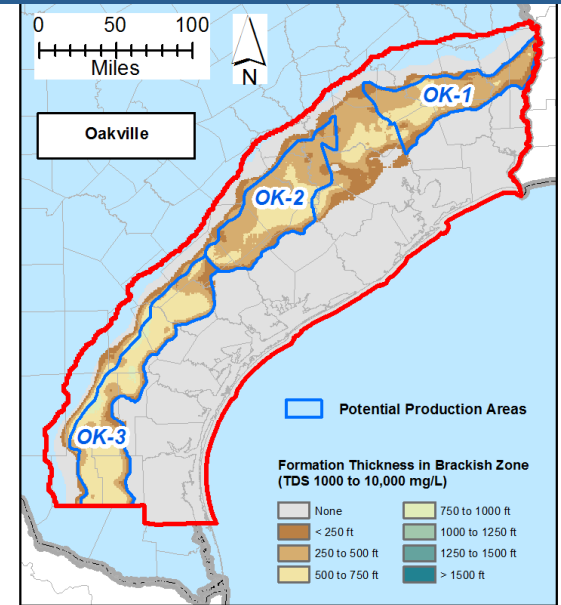 0 50 100
Miles
N
Oakville
OK-1
OK-2
OK-3
Potential Production Areas
Formation Thickness in Brackish Zone
(TDS 1000 to 10,000 mg/L)
None
< 250 ft
250 to 500 ft
500 to 750 ft
750 to 1000 ft
1000 to 1250 ft
1250 to 1500 ft
> 1500 ft